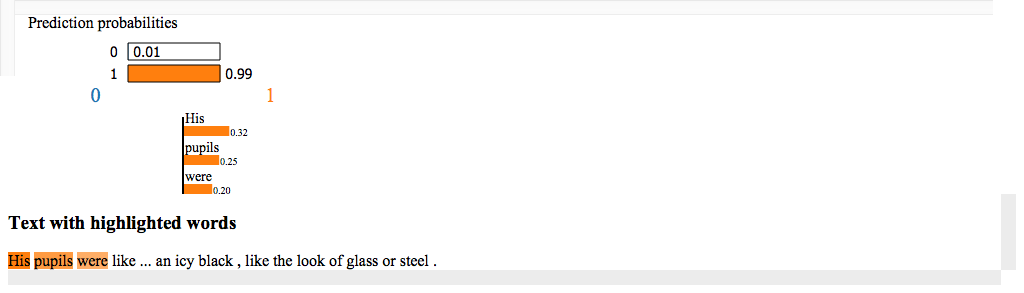 Prediction probabilities
0 0.01
1 0.99
0 1
His
0.32
pupils
0.25
were
0.20
Text with highlighted words
His pupils were like ... an icy black , like the look of glass or steel .